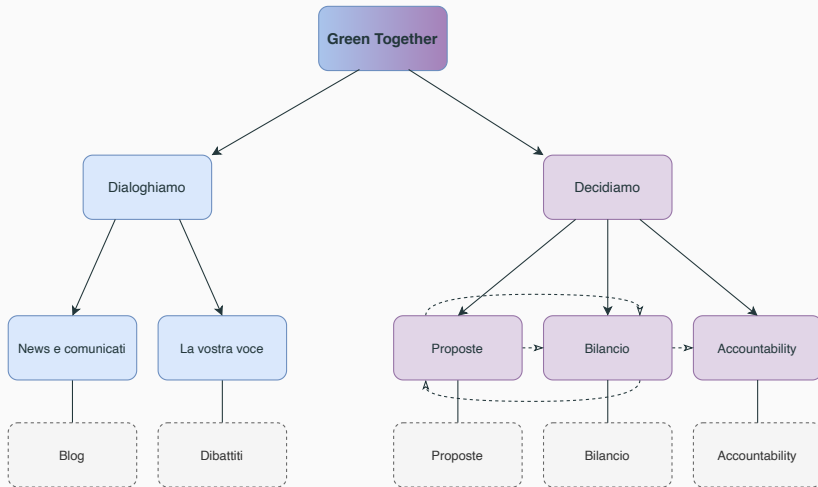 Green Together
Dialoghiamo
Decidiamo
News e comunicati
La vostra voce
Proposte
Bilancio
Accountability
Blog
Dibattiti
Proposte
Bilancio
Accountability